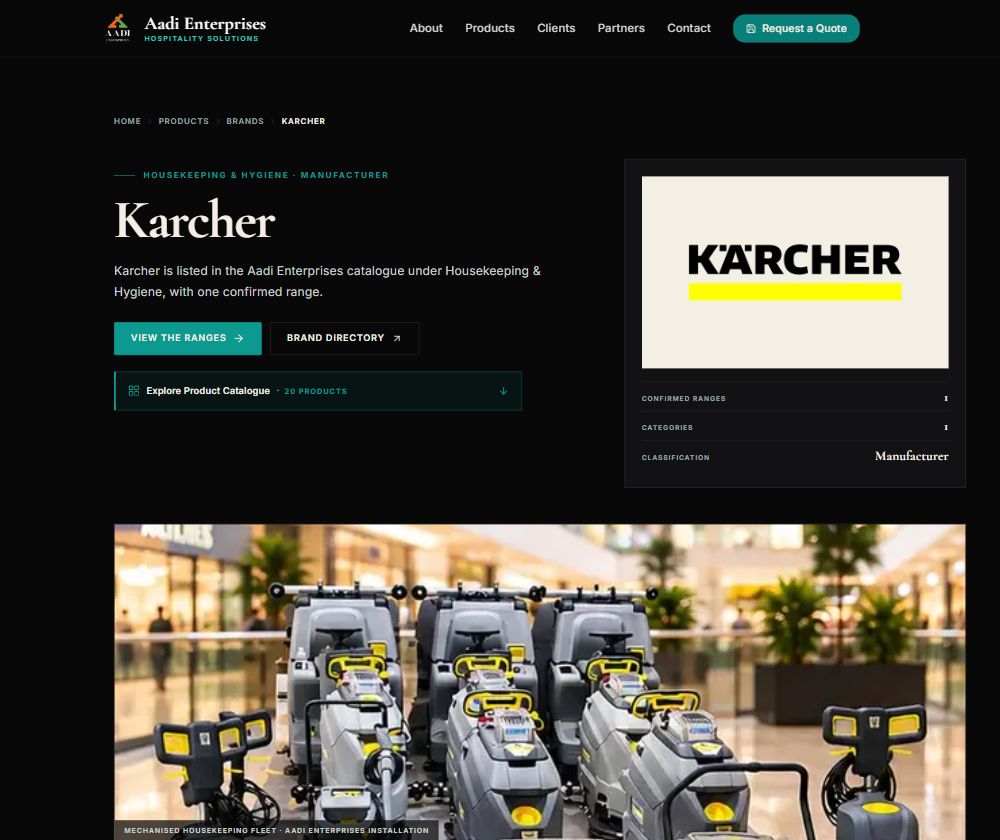 AADI
Aadi Enterprises
HOSPITALITY SOLUTIONS
About
Products
Clients
Partners
Contact
Request a Quote
HOME › PRODUCTS › BRANDS › KARCHER
HOUSEKEEPING & HYGIENE · MANUFACTURER
Karcher
Karcher is listed in the Aadi Enterprises catalogue under Housekeeping &
Hygiene, with one confirmed range.
VIEW THE RANGES →
BRAND DIRECTORY ↗
Explore Product Catalogue · 20 PRODUCTS ↓
KÄRCHER
CONFIRMED RANGES 1
CATEGORIES 1
CLASSIFICATION Manufacturer
MECHANISED HOUSEKEEPING FLEET · AADI ENTERPRISES INSTALLATION